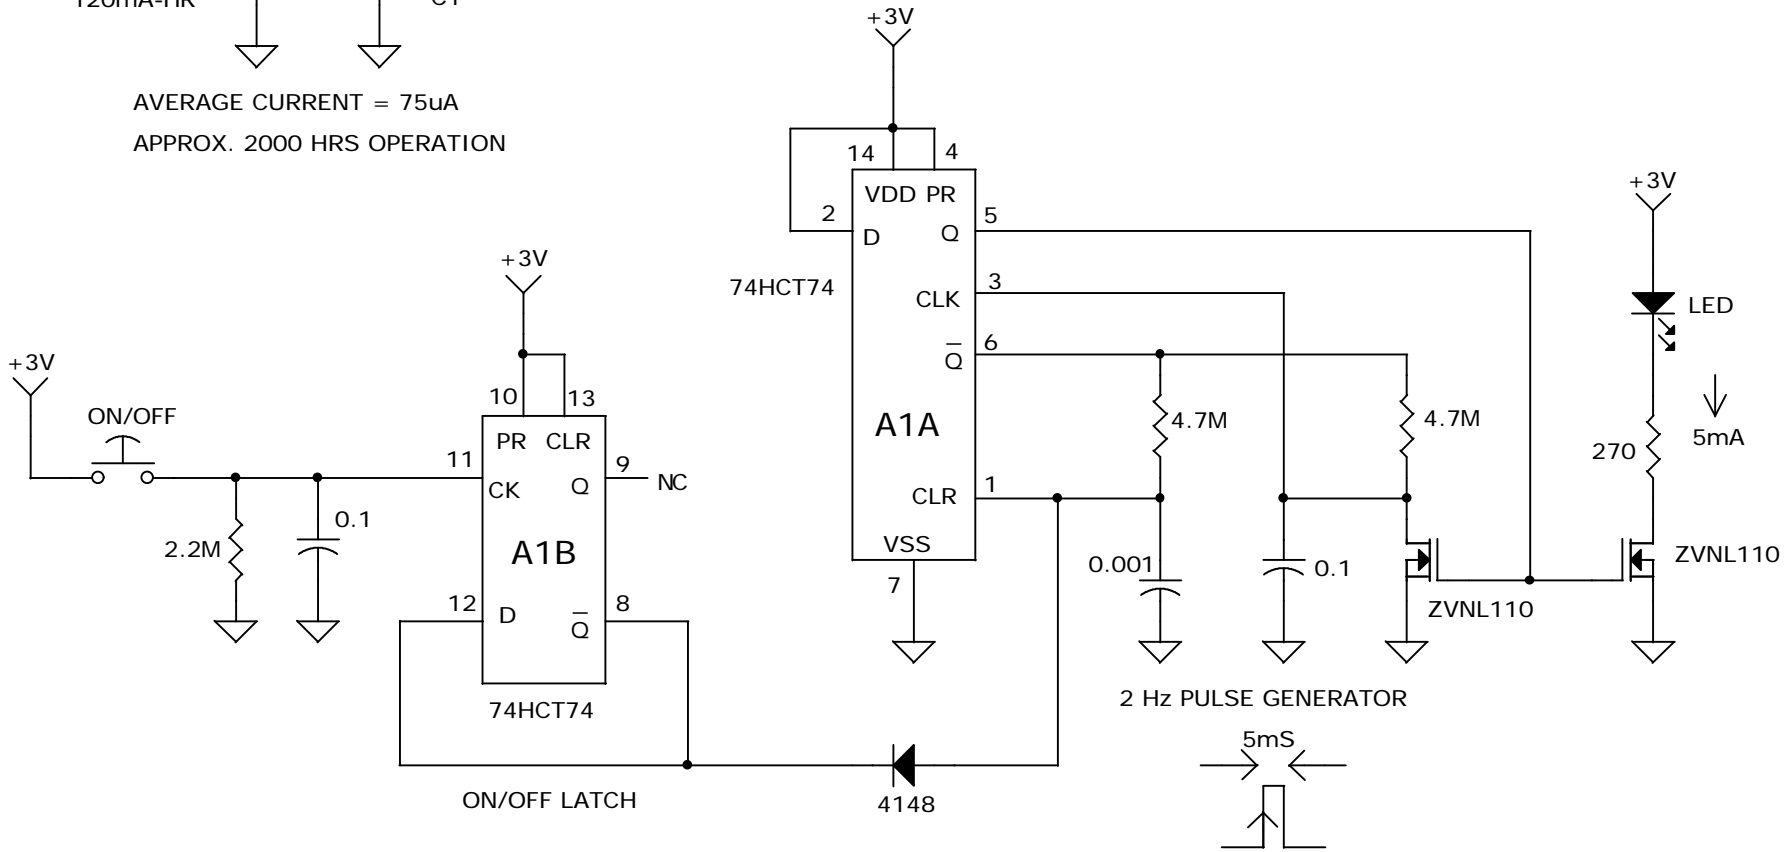 120mA-HR
C1
AVERAGE CURRENT = 75uA
APPROX. 2000 HRS OPERATION
+3V
14
4
VDD PR
2
D
Q
5
74HCT74
CLK
3
Q
6
A1A
4.7M
4.7M
CLR
1
VSS
7
0.001
0.1
ZVNL110
+3V
LED
5mA
270
ZVNL110
+3V
ON/OFF
2.2M
0.1
+3V
10
13
PR CLR
11
CK
Q
9
NC
A1B
12
D
Q
8
74HCT74
ON/OFF LATCH
4148
2 Hz PULSE GENERATOR
5mS